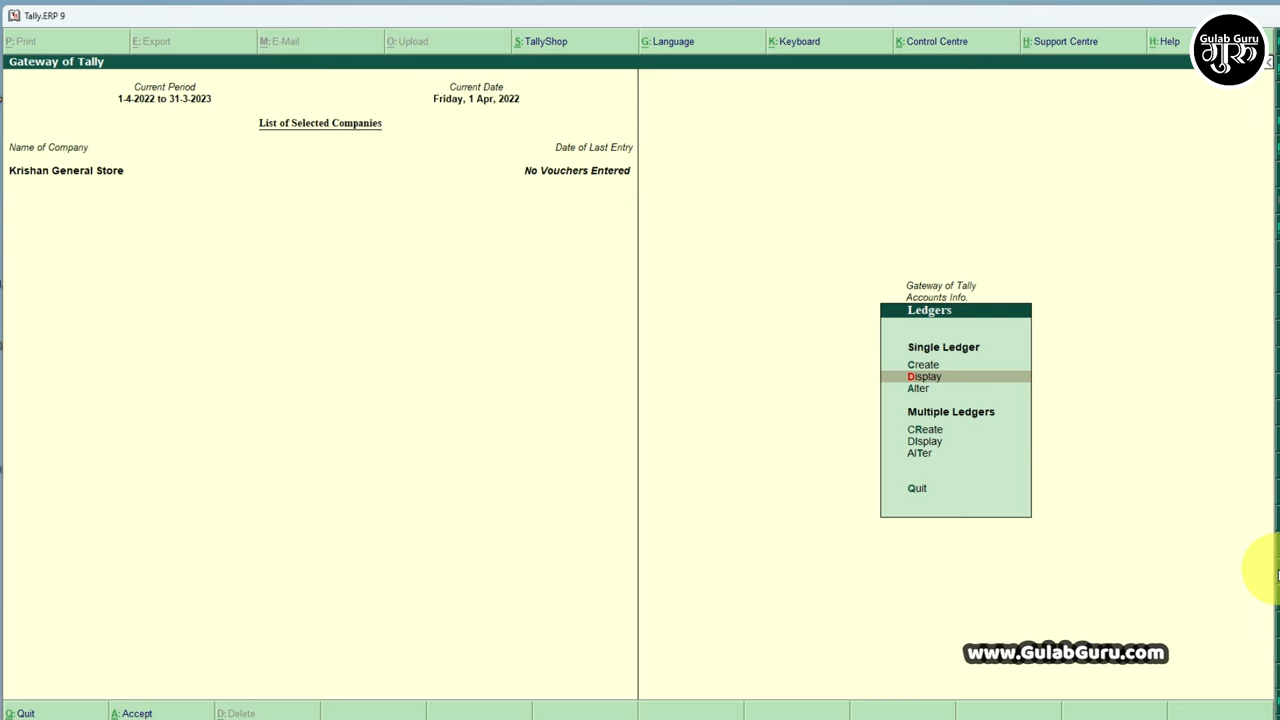 Tally.ERP 9
P: Print
E: Export
M: E-Mail
O: Upload
S: TallyShop
G: Language
K: Keyboard
K: Control Centre
H: Support Centre
H: Help
Gulab Guru
गुरु
Gateway of Tally
Current Period
1-4-2022 to 31-3-2023
Current Date
Friday, 1 Apr, 2022
List of Selected Companies
Name of Company
Date of Last Entry
Krishan General Store
No Vouchers Entered
Gateway of Tally
Accounts Info.
Ledgers
Single Ledger
Create
Display
Alter
Multiple Ledgers
CReate
DIsplay
AlTer
Quit
www.GulabGuru.com
Q: Quit
A: Accept
D: Delete